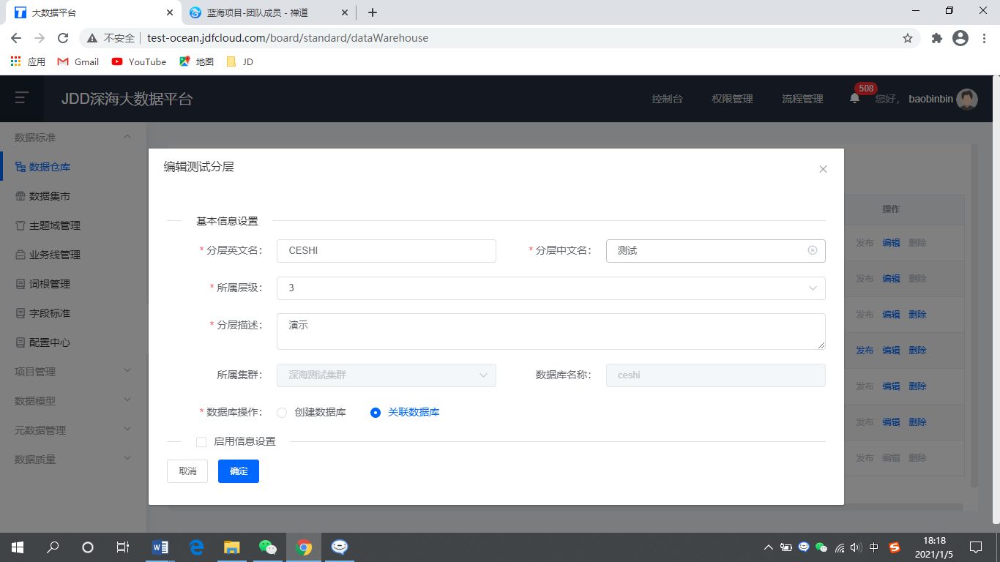 大数据平台
蓝海项目-团队成员 - 禅道
不安全
test-ocean.jdfcloud.com/board/standard/dataWarehouse
应用
Gmail
YouTube
地图
JD
JDD深海大数据平台
控制台
权限管理
流程管理
508
您好，
baobinbin
数据标准
数据仓库
数据集市
主题域管理
业务线管理
词根管理
字段标准
配置中心
项目管理
数据模型
元数据管理
数据质量
编辑测试分层
基本信息设置
* 分层英文名： CESHI
* 分层中文名： 测试
* 所属层级： 3
* 分层描述： 演示
所属集群： 深海测试集群
数据库名称： ceshi
* 数据库操作： 创建数据库 关联数据库
启用信息设置
取消
确定
操作
发布 编辑 删除
发布 编辑 删除
发布 编辑 删除
发布 编辑 删除
发布 编辑 删除
发布 编辑 删除
发布 编辑 删除
中
18:18
2021/1/5